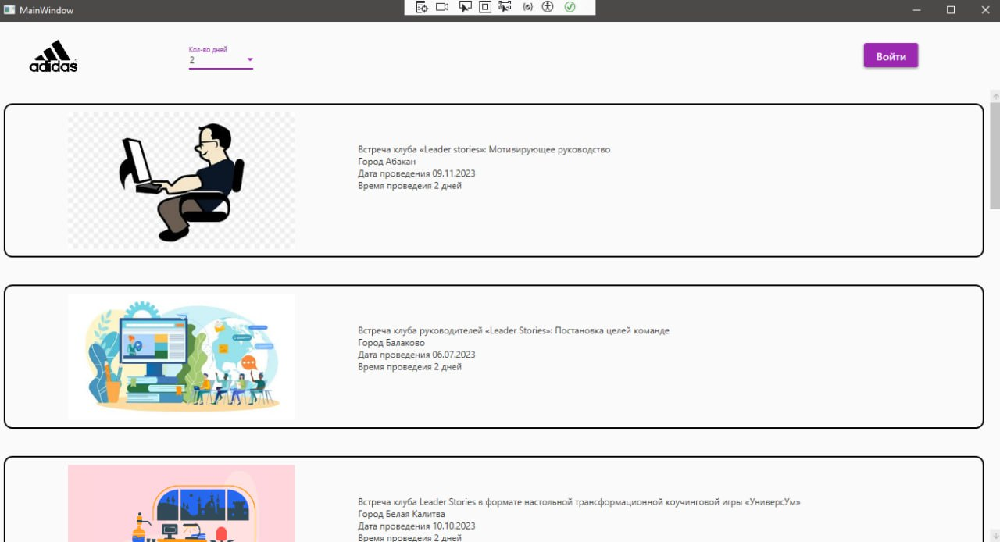 MainWindow
adidas
Кол-во дней
2
Войти
Встреча клуба «Leader stories»: Мотивирующее руководство
Город Абакан
Дата проведения 09.11.2023
Время проведеия 2 дней
Встреча клуба руководителей «Leader Stories»: Постановка целей команде
Город Балаково
Дата проведения 06.07.2023
Время проведеия 2 дней
Встреча клуба Leader Stories в формате настольной трансформационной коучинговой игры «УниверсУм»
Город Белая Калитва
Дата проведения 10.10.2023
Время проведеия 2 дней